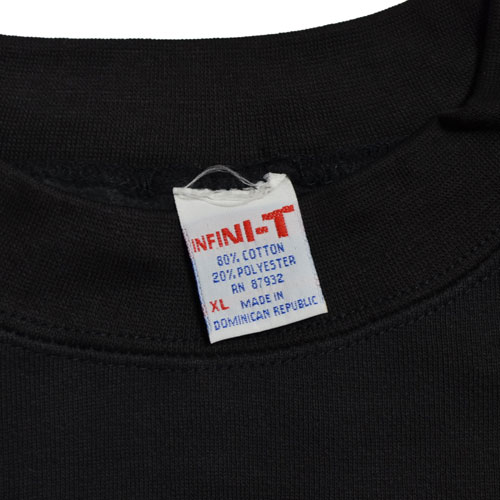 INFINI-T
80% COTTON
20% POLYESTER
RN 87932
XL MADE IN
DOMINICAN REPUBLIC